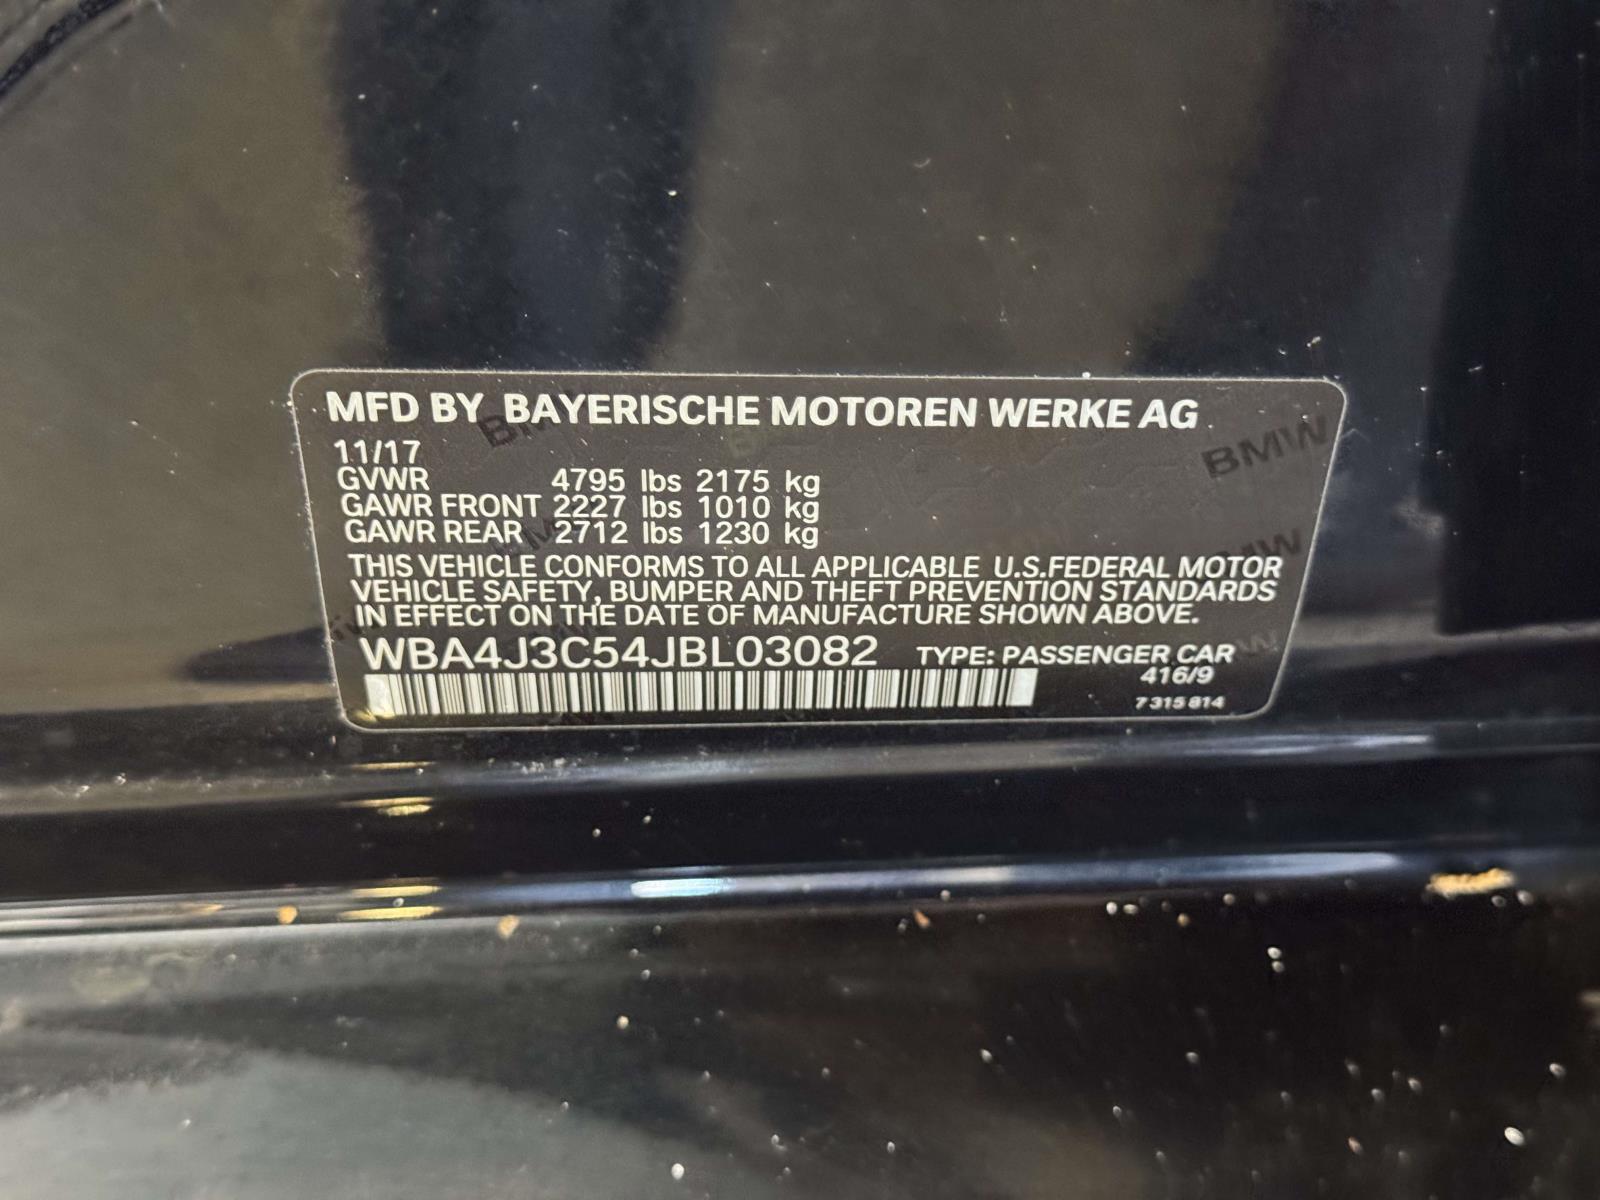 MFD BY BAYERISCHE MOTOREN WERKE AG
11/17
GVWR 4795 lbs 2175 kg
GAWR FRONT 2227 lbs 1010 kg
GAWR REAR 2712 lbs 1230 kg
THIS VEHICLE CONFORMS TO ALL APPLICABLE U.S.FEDERAL MOTOR
VEHICLE SAFETY, BUMPER AND THEFT PREVENTION STANDARDS
IN EFFECT ON THE DATE OF MANUFACTURE SHOWN ABOVE.
WBA4J3C54JBL03082 TYPE: PASSENGER CAR
416/9
7 315 814
BMW
BMW